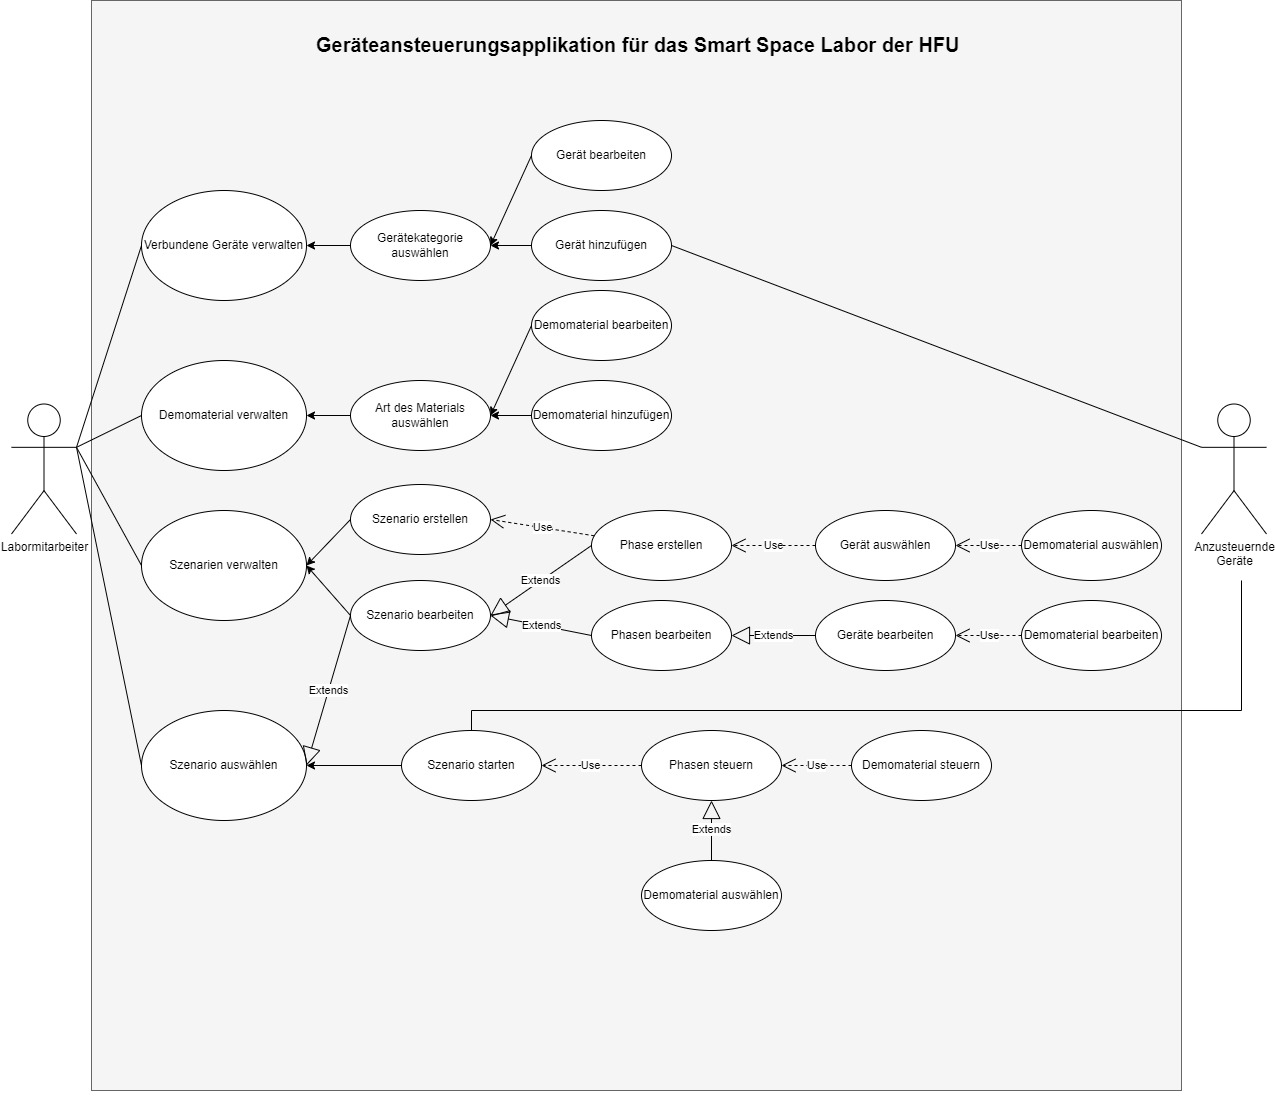 Geräteansteuerungsapplikation für das Smart Space Labor der HFU
Gerät bearbeiten
Verbundene Geräte verwalten
Gerätekategorie
auswählen
Gerät hinzufügen
Demomaterial bearbeiten
Demomaterial verwalten
Art des Materials
auswählen
Demomaterial hinzufügen
Labormitarbeiter
Anzusteuernde
Geräte
Szenarien verwalten
Szenario erstellen
Use
Phase erstellen
Use
Gerät auswählen
Use
Demomaterial auswählen
Extends
Szenario bearbeiten
Extends
Phasen bearbeiten
Extends
Geräte bearbeiten
Use
Demomaterial bearbeiten
Extends
Szenario auswählen
Szenario starten
Use
Phasen steuern
Use
Demomaterial steuern
Extends
Demomaterial auswählen